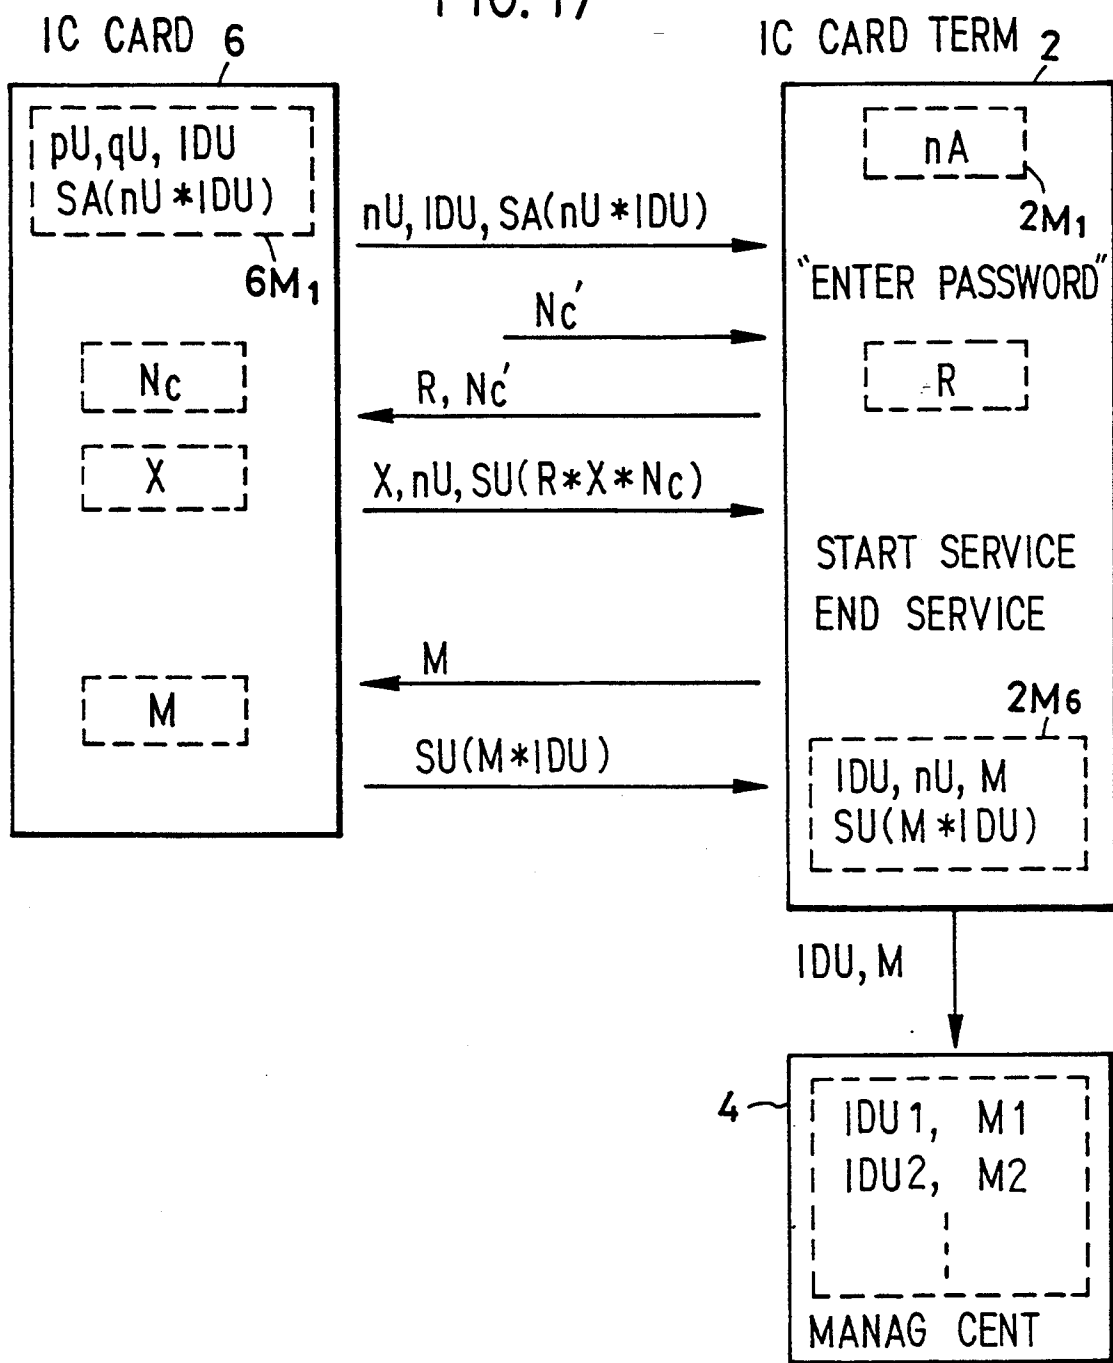 FIG. 17
IC CARD 6
IC CARD TERM 2
pU, qU, IDU
SA(nU*IDU)
6M1
nA
2M1
nU, IDU, SA(nU*IDU)
"ENTER PASSWORD"
Nc'
Nc
R
R, Nc'
X
X, nU, SU(R*X*Nc)
START SERVICE
END SERVICE
M
M
2M6
SU(M*IDU)
IDU, nU, M
SU(M*IDU)
IDU, M
4
IDU1, M1
IDU2, M2
MANAG CENT